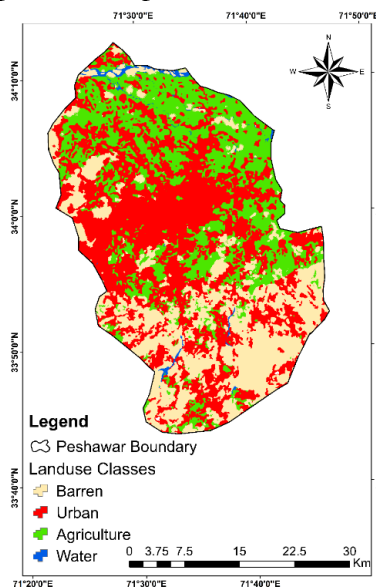 71°30'0"E 71°40'0"E 71°50'0"E
N
W E
S
34°10'0"N
34°0'0"N
33°50'0"N
33°40'0"N
Legend
Peshawar Boundary
Landuse Classes
Barren
Urban
Agriculture
Water
0 3.75 7.5 15 22.5 30
Km
71°20'0"E 71°30'0"E 71°40'0"E